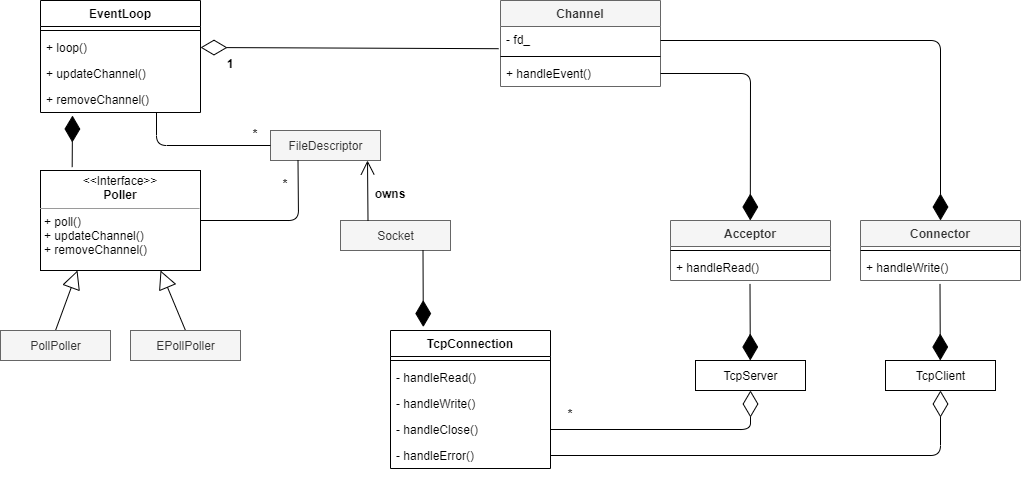 EventLoop
+ loop()
+ updateChannel()
+ removeChannel()
1
Channel
- fd_
+ handleEvent()
*
FileDescriptor
*
owns
<<Interface>>
Poller
+ poll()
+ updateChannel()
+ removeChannel()
Socket
Acceptor
+ handleRead()
Connector
+ handleWrite()
PollPoller
EPollPoller
TcpConnection
- handleRead()
- handleWrite()
- handleClose()
- handleError()
TcpServer
TcpClient
*